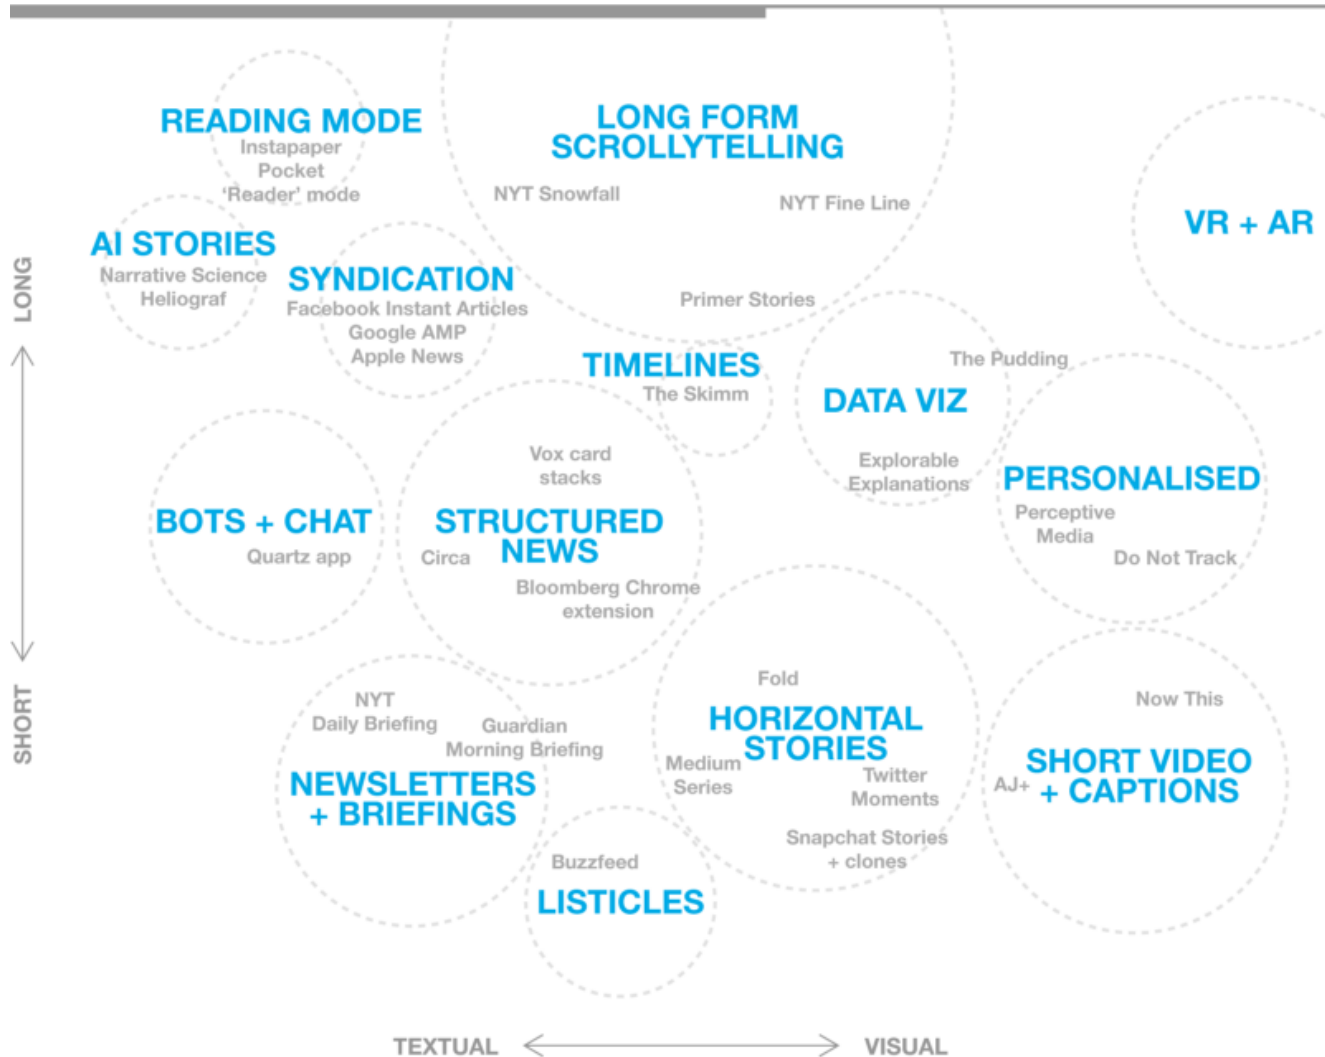 READING MODE
Instapaper
Pocket
‘Reader’ mode
LONG FORM
SCROLLYTELLING
NYT Snowfall
NYT Fine Line
Primer Stories
VR + AR
AI STORIES
Narrative Science
Heliograf
SYNDICATION
Facebook Instant Articles
Google AMP
Apple News
TIMELINES
The Skimm
The Pudding
DATA VIZ
Explorable
Explanations
PERSONALISED
Perceptive
Media
Do Not Track
BOTS + CHAT
Quartz app
Vox card
stacks
STRUCTURED
NEWS
Circa
Bloomberg Chrome
extension
NYT
Daily Briefing
Guardian
Morning Briefing
NEWSLETTERS
+ BRIEFINGS
Fold
HORIZONTAL
STORIES
Medium
Series
Twitter
Moments
Snapchat Stories
+ clones
Now This
SHORT VIDEO
+ CAPTIONS
AJ+
Buzzfeed
LISTICLES
LONG
SHORT
TEXTUAL
VISUAL